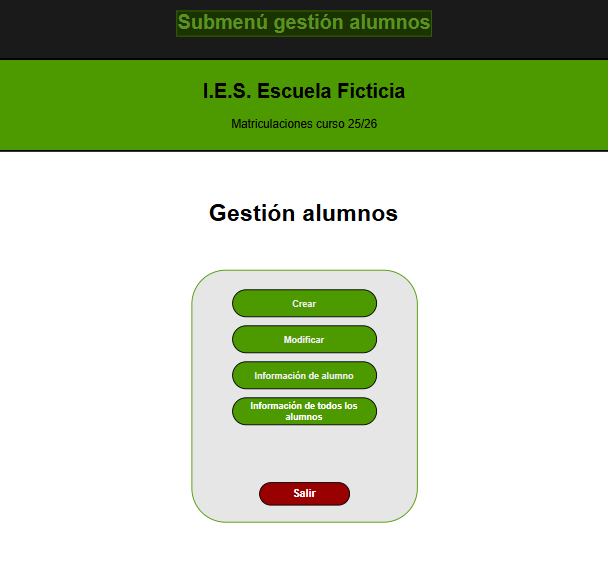 Submenú gestión alumnos
I.E.S. Escuela Ficticia
Matriculaciones curso 25/26
Gestión alumnos
Crear
Modificar
Información de alumno
Información de todos los
alumnos
Salir